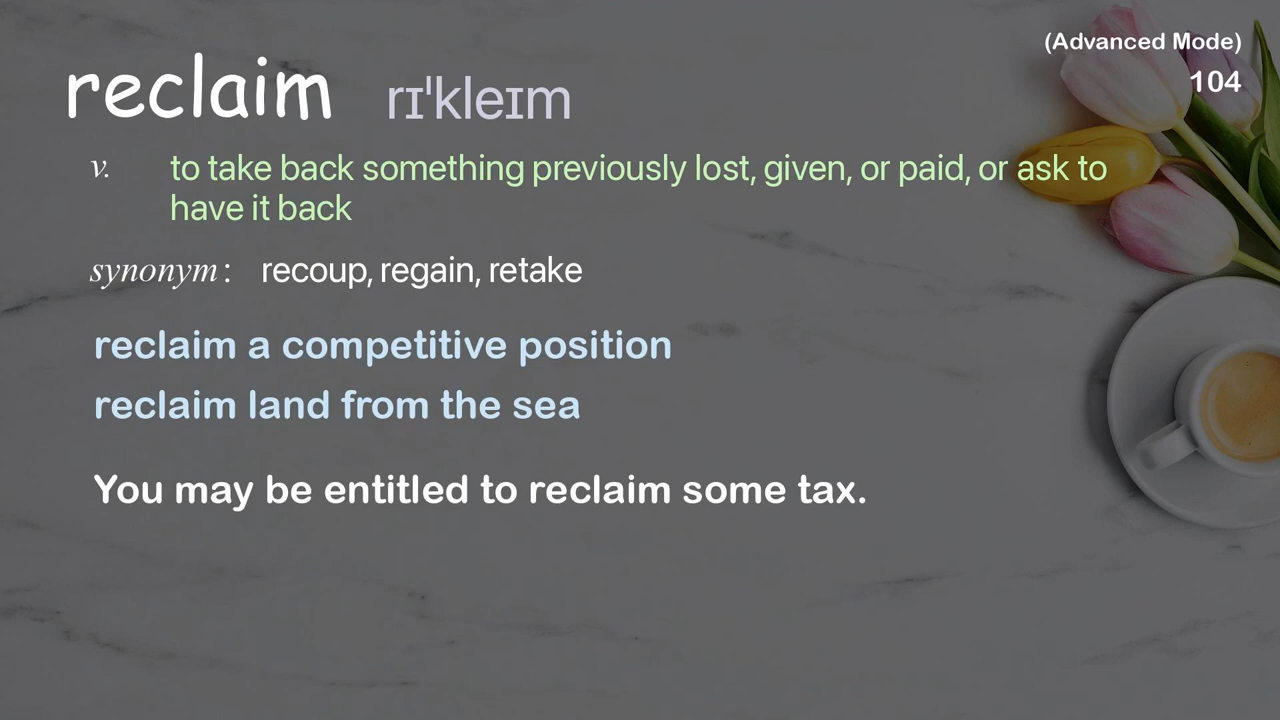 (Advanced Mode)
104
reclaim rɪˈkleɪm
v. to take back something previously lost, given, or paid, or ask to
have it back
synonym: recoup, regain, retake
reclaim a competitive position
reclaim land from the sea
You may be entitled to reclaim some tax.